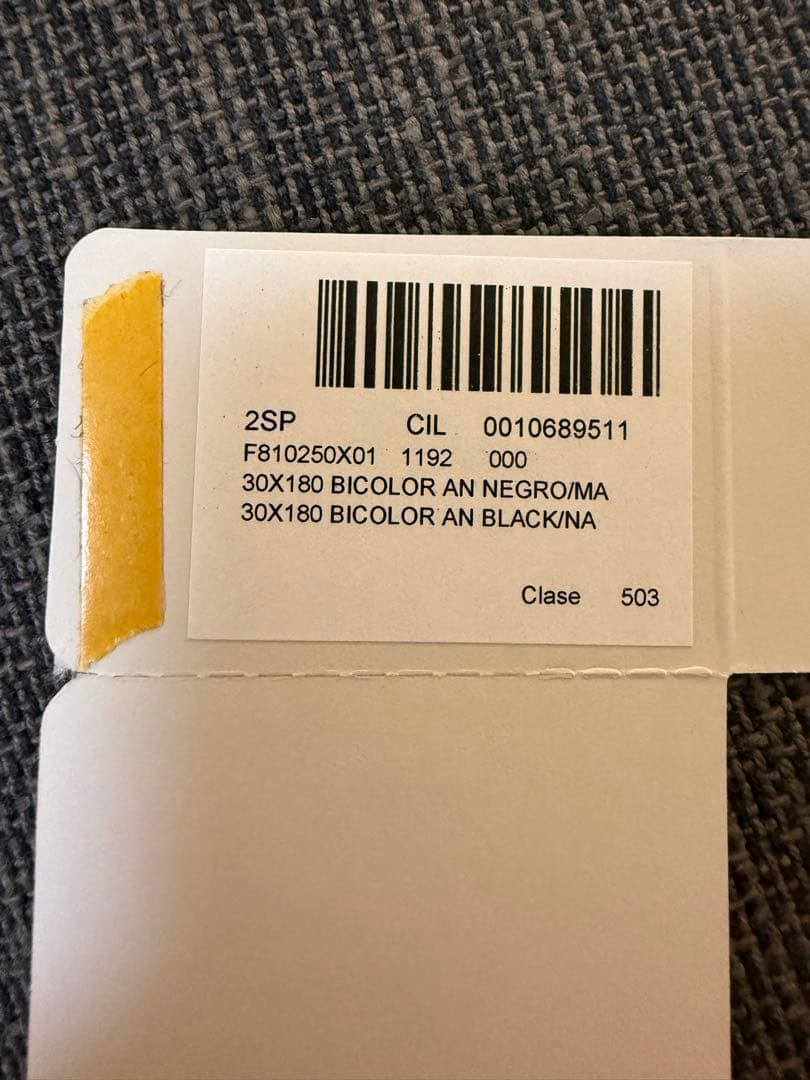 2SP CIL 0010689511
F810250X01 1192 000
30X180 BICOLOR AN NEGRO/MA
30X180 BICOLOR AN BLACK/NA
Clase 503